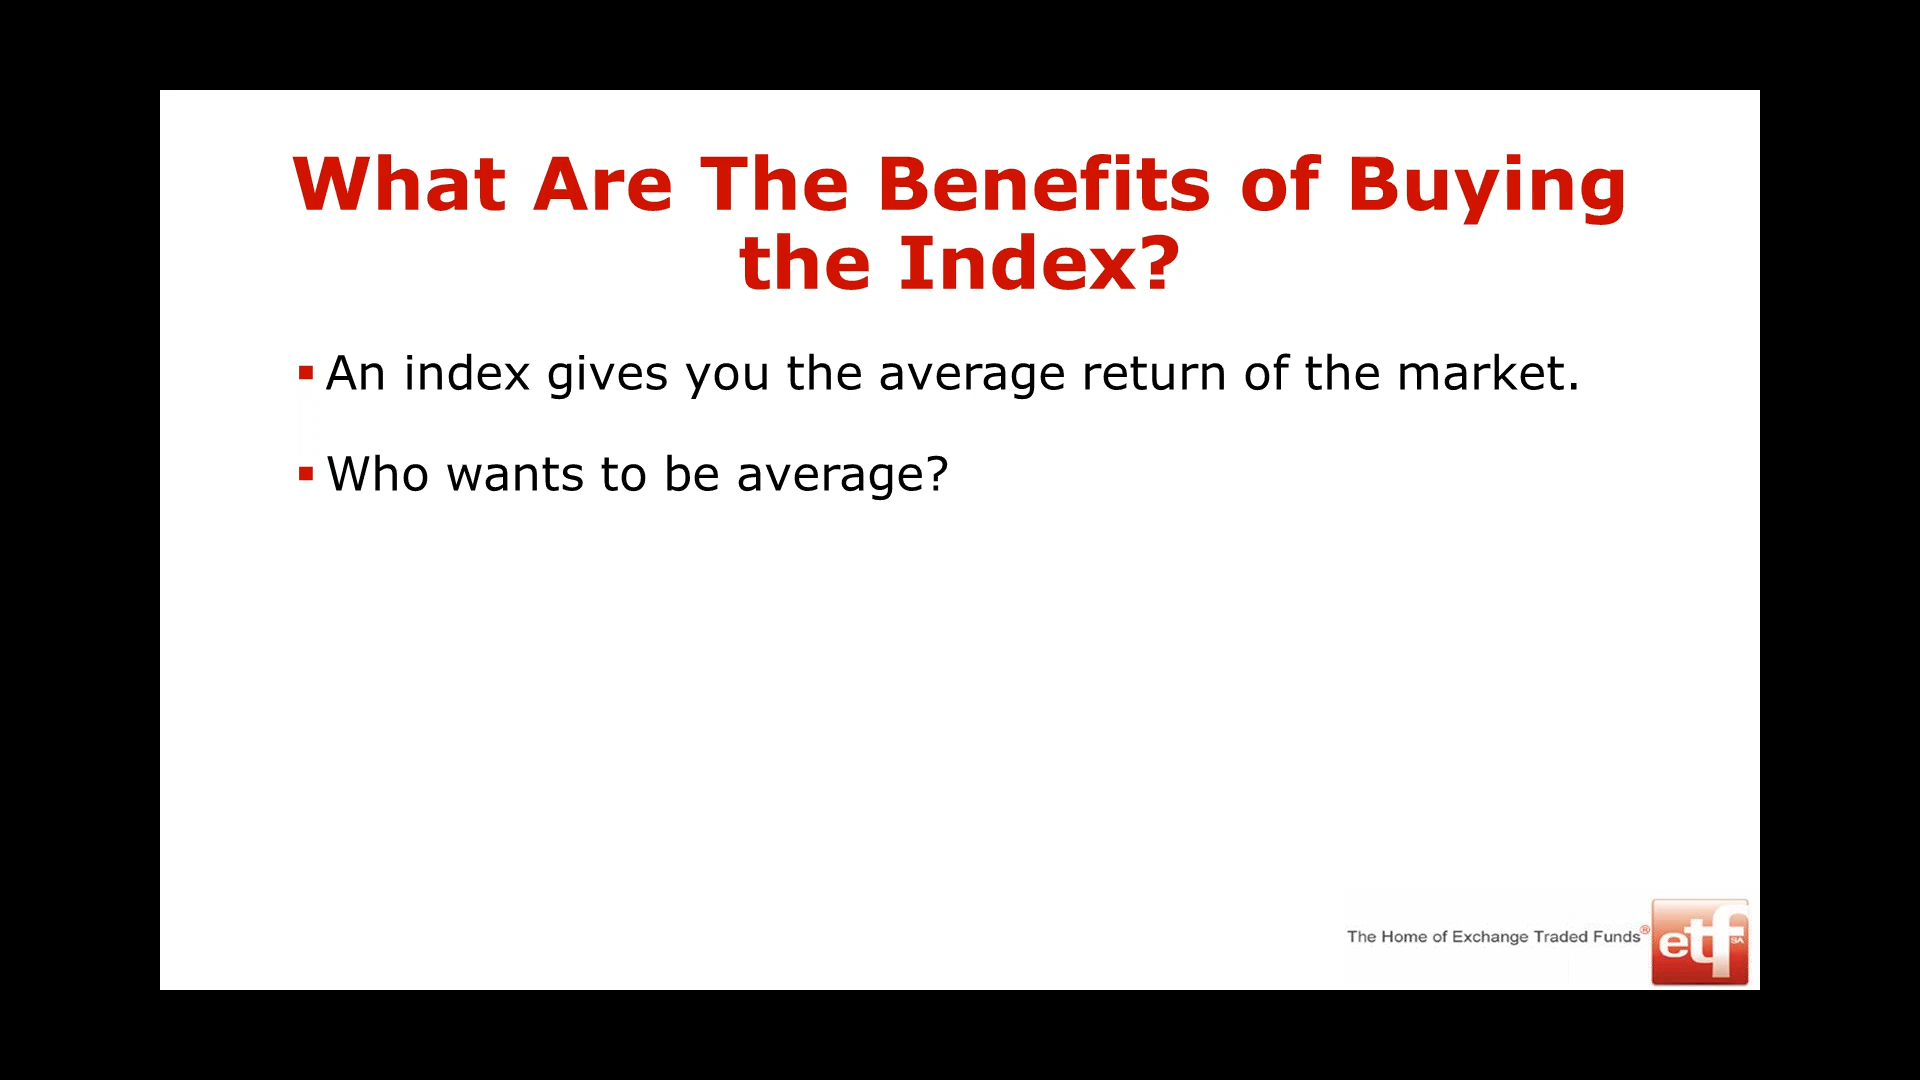 What Are The Benefits of Buying
the Index?
▪ An index gives you the average return of the market.
▪ Who wants to be average?
The Home of Exchange Traded Funds®
etf
SA